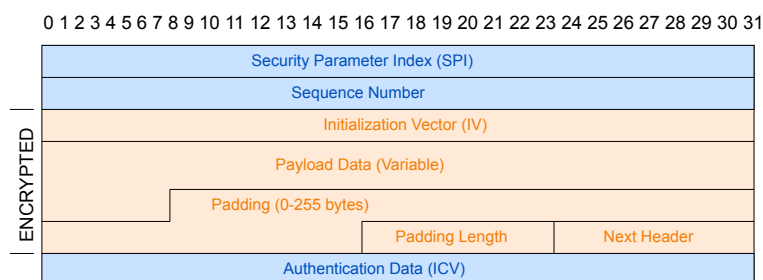 0 1 2 3 4 5 6 7 8 9 10 11 12 13 14 15 16 17 18 19 20 21 22 23 24 25 26 27 28 29 30 31
Security Parameter Index (SPI)
Sequence Number
ENCRYPTED
Initialization Vector (IV)
Payload Data (Variable)
Padding (0-255 bytes)
Padding Length Next Header
Authentication Data (ICV)